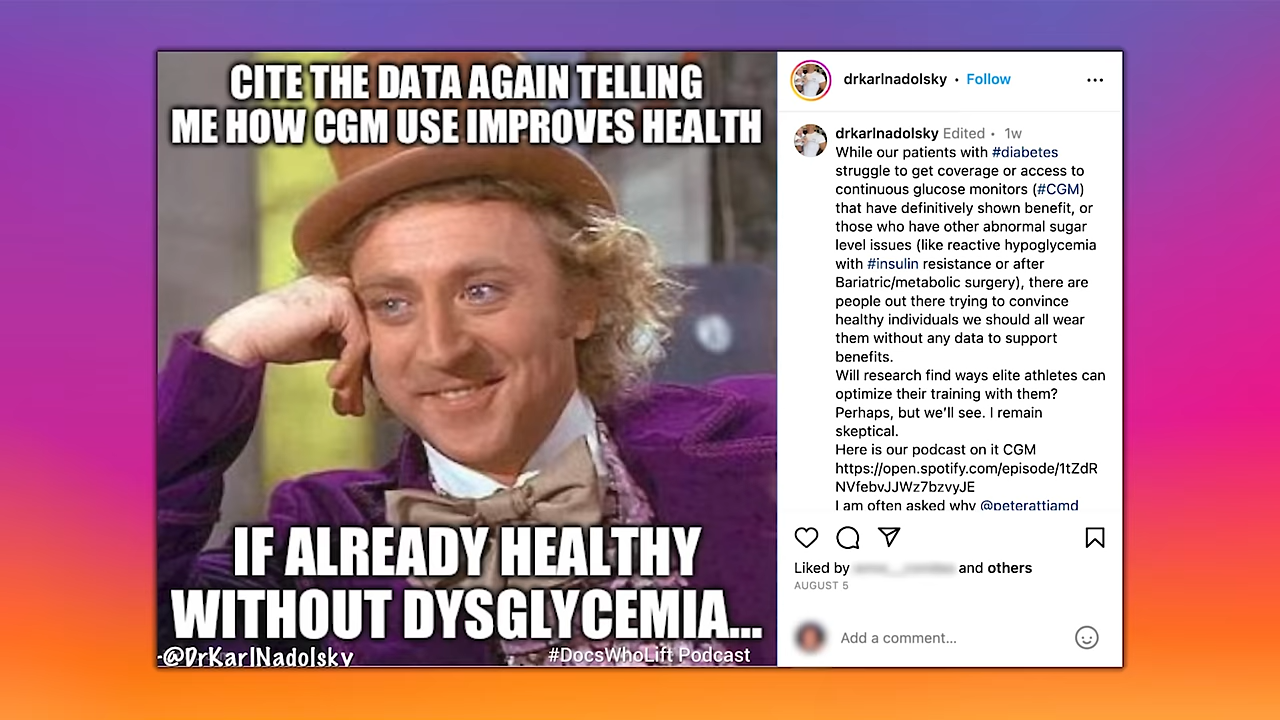 CITE THE DATA AGAIN TELLING
ME HOW CGM USE IMPROVES HEALTH
IF ALREADY HEALTHY
WITHOUT DYSGLYCEMIA...
-@DrKarlNadolsky
#DocsWhoLift Podcast
drkarlnadolsky • Follow
drkarlnadolsky Edited • 1w
While our patients with #diabetes
struggle to get coverage or access to
continuous glucose monitors (#CGM)
that have definitively shown benefit, or
those who have other abnormal sugar
level issues (like reactive hypoglycemia
with #insulin resistance or after
Bariatric/metabolic surgery), there are
people out there trying to convince
healthy individuals we should all wear
them without any data to support
benefits.
Will research find ways elite athletes can
optimize their training with them?
Perhaps, but we’ll see. I remain
skeptical.
Here is our podcast on it CGM
https://open.spotify.com/episode/1tZdR
NVfebvJJWz7bzvyJE
I am often asked why @peterattiamd
Liked by and others
AUGUST 5
Add a comment...